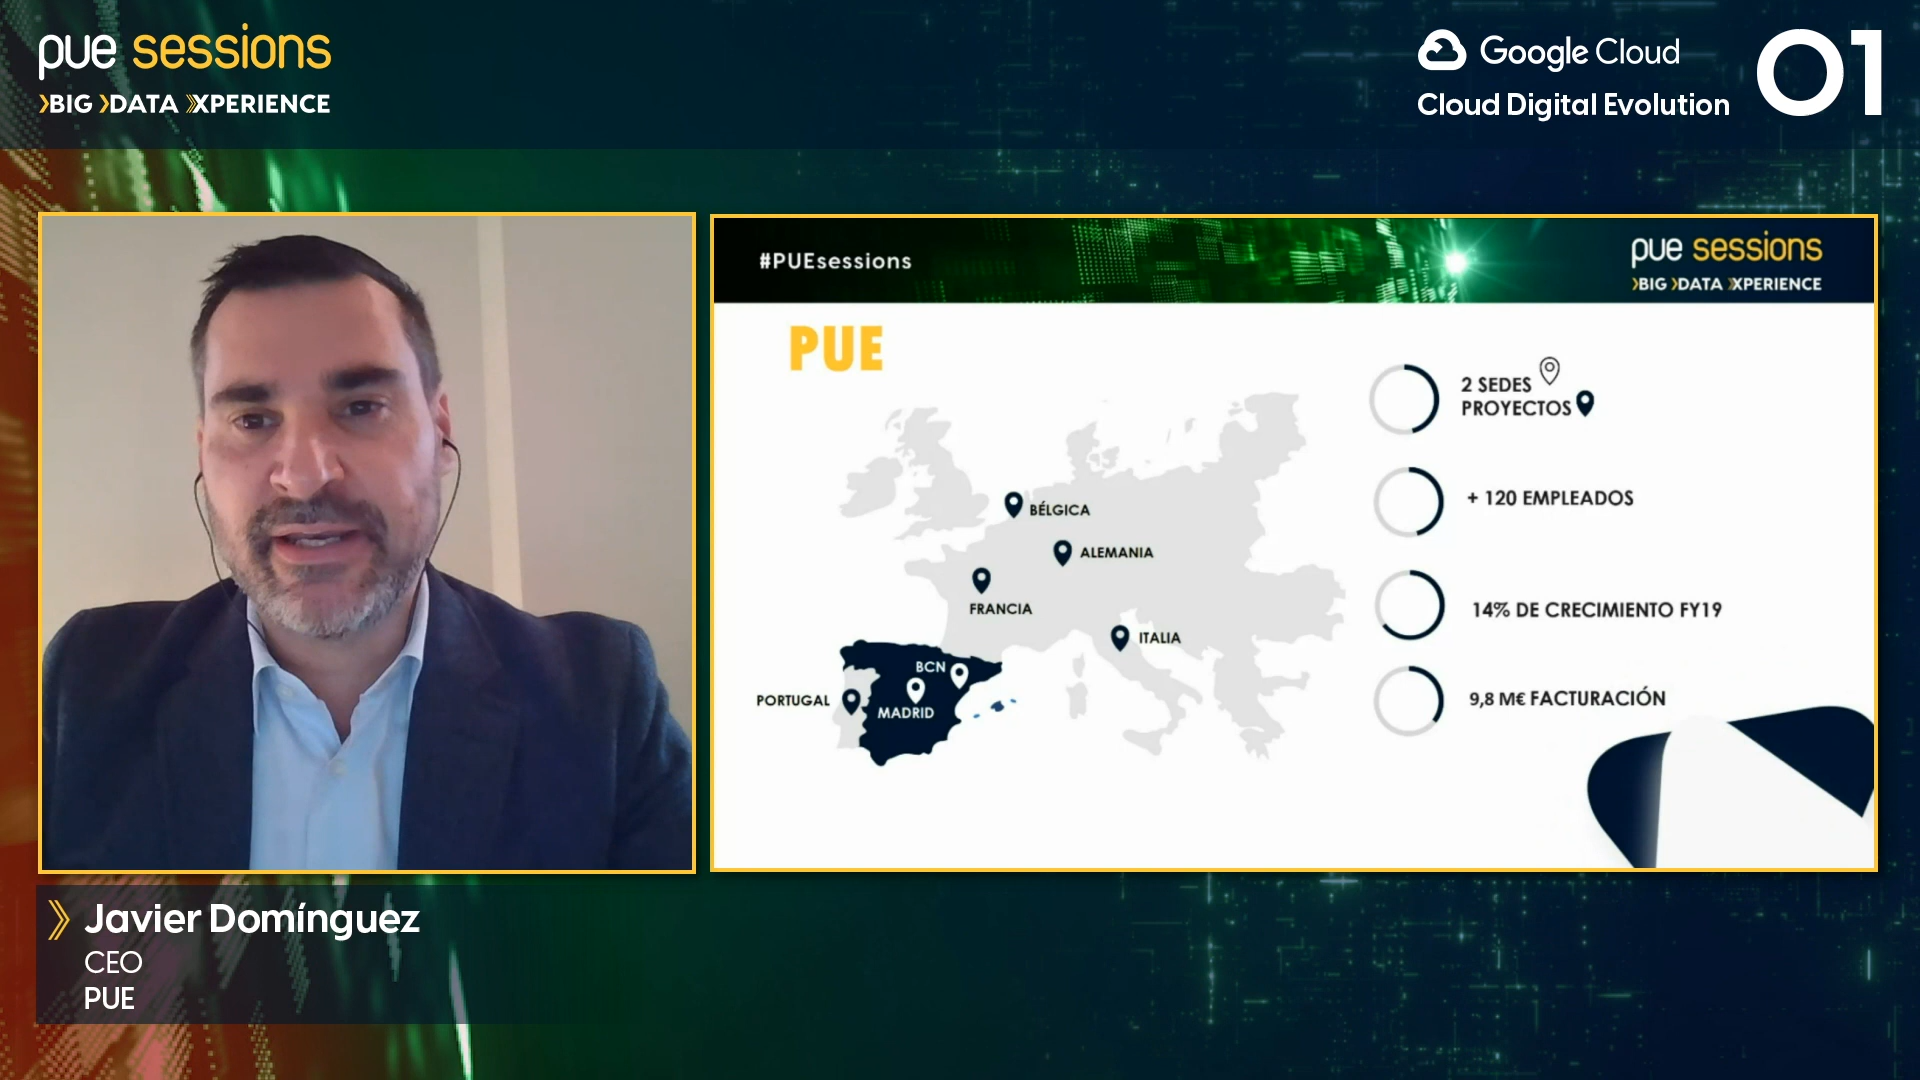 pue sessions
BIG DATA XPERIENCE
Google Cloud
Cloud Digital Evolution
01
#PUEsessions
pue sessions
BIG DATA XPERIENCE
PUE
2 SEDES
PROYECTOS
+ 120 EMPLEADOS
14% DE CRECIMIENTO FY19
9,8 M€ FACTURACIÓN
BÉLGICA
ALEMANIA
FRANCIA
ITALIA
BCN
PORTUGAL
MADRID
Javier Domínguez
CEO
PUE